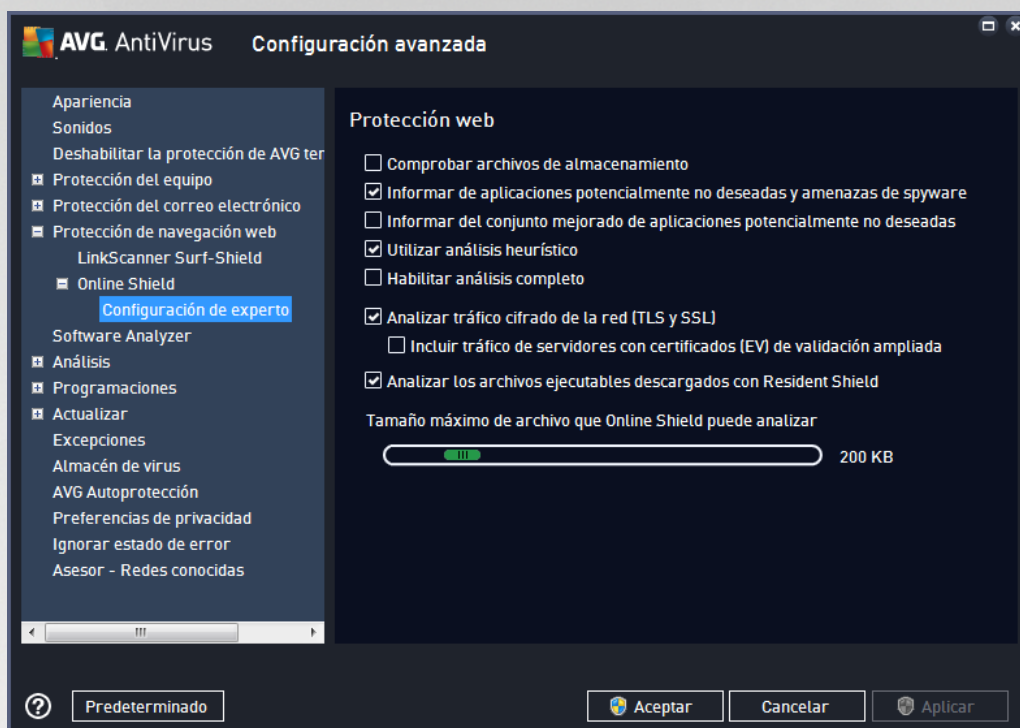 AVG. AntiVirus Configuración avanzada
Apariencia
Sonidos
Deshabilitar la protección de AVG ter
Protección del equipo
Protección del correo electrónico
Protección de navegación web
LinkScanner Surf-Shield
Online Shield
Configuración de experto
Software Analyzer
Análisis
Programaciones
Actualizar
Excepciones
Almacén de virus
AVG Autoprotección
Preferencias de privacidad
Ignorar estado de error
Asesor - Redes conocidas
Protección web
Comprobar archivos de almacenamiento
Informar de aplicaciones potencialmente no deseadas y amenazas de spyware
Informar del conjunto mejorado de aplicaciones potencialmente no deseadas
Utilizar análisis heurístico
Habilitar análisis completo
Analizar tráfico cifrado de la red (TLS y SSL)
Incluir tráfico de servidores con certificados (EV) de validación ampliada
Analizar los archivos ejecutables descargados con Resident Shield
Tamaño máximo de archivo que Online Shield puede analizar
200 KB
? Predeterminado Aceptar Cancelar Aplicar